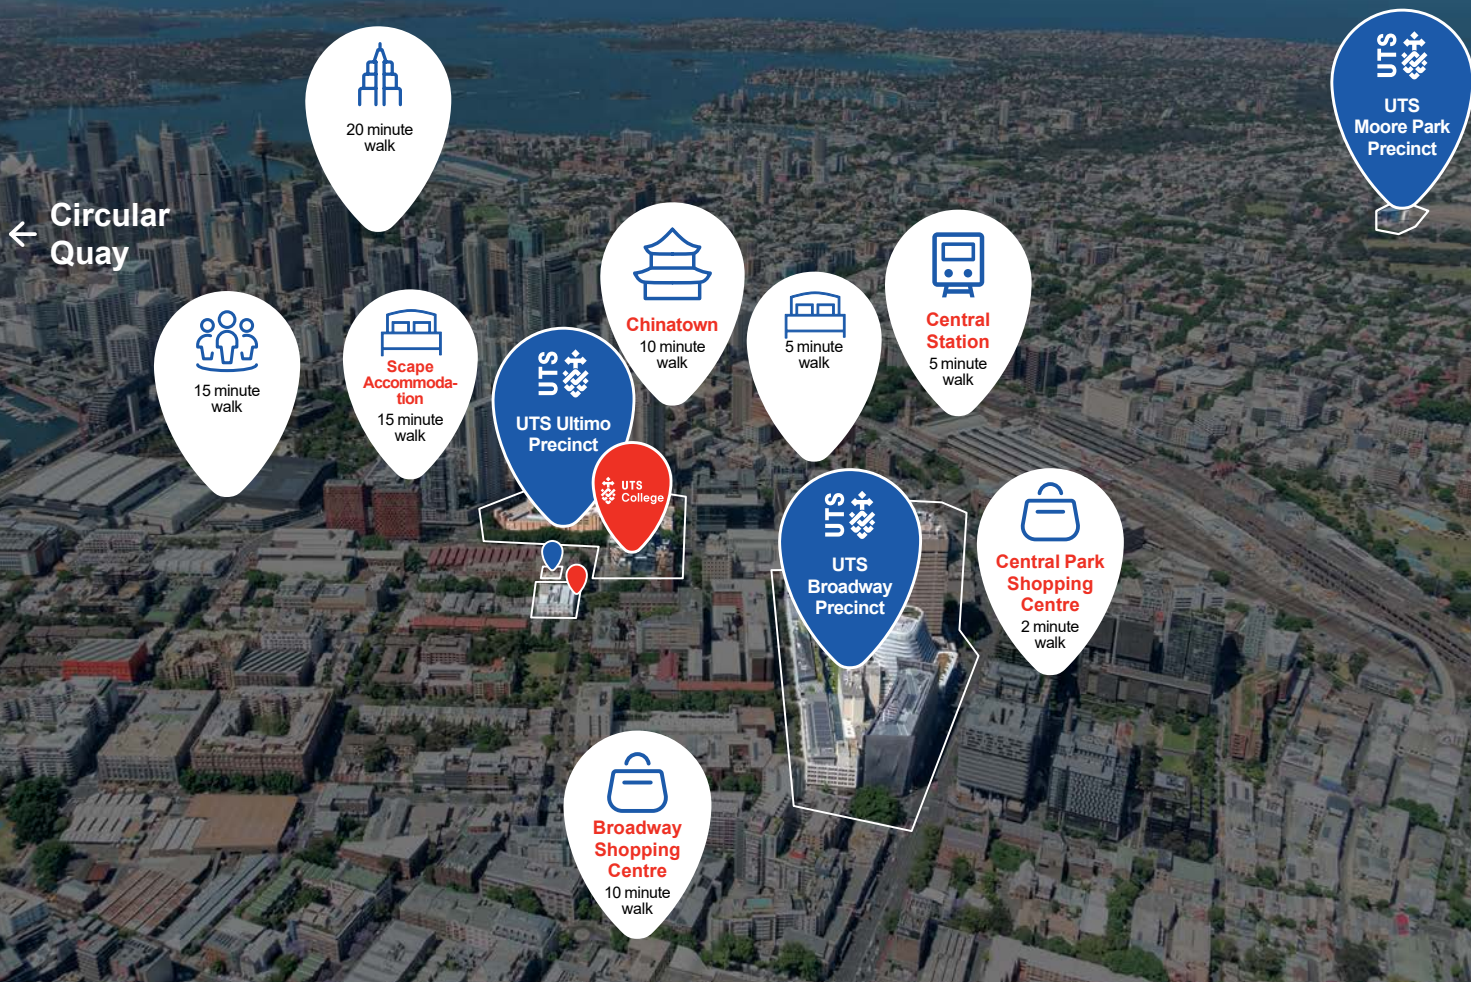 UTS
UTS
Moore Park
Precinct
20 minute
walk
Circular
Quay
Chinatown
10 minute
walk
Central
Station
5 minute
walk
5 minute
walk
15 minute
walk
Scape
Accommoda-
tion
15 minute
walk
UTS
UTS Ultimo
Precinct
UTS
College
UTS
UTS
Broadway
Precinct
Central Park
Shopping
Centre
2 minute
walk
Broadway
Shopping
Centre
10 minute
walk